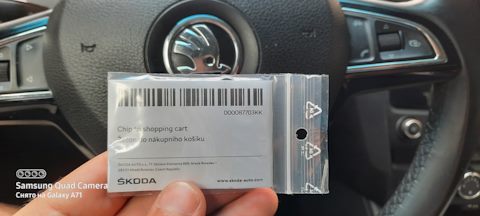 000087703KK
Chip to shopping cart
Žeton do nákupního košíku
ŠKODA
www.skoda-auto.com
Samsung Quad Camera
Снято на Galaxy A71